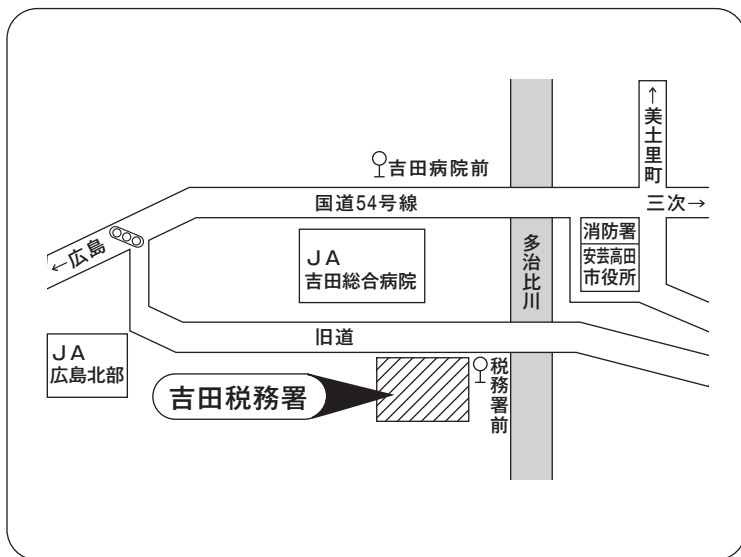 ↑美土里町
吉田病院前
国道54号線
三次→
←広島
JA
吉田総合病院
多治比川
消防署
安芸高田
市役所
旧道
JA
広島北部
吉田税務署
税務署前